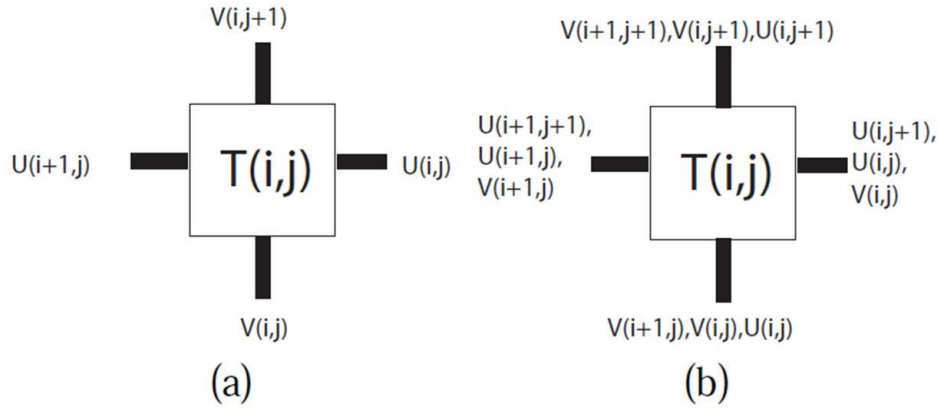 V(i,j+1)
U(i+1,j)
T(i,j)
U(i,j)
V(i,j)
(a)
V(i+1,j+1),V(i,j+1),U(i,j+1)
U(i+1,j+1),
U(i+1,j),
V(i+1,j)
T(i,j)
U(i,j+1),
U(i,j),
V(i,j)
V(i+1,j),V(i,j),U(i,j)
(b)